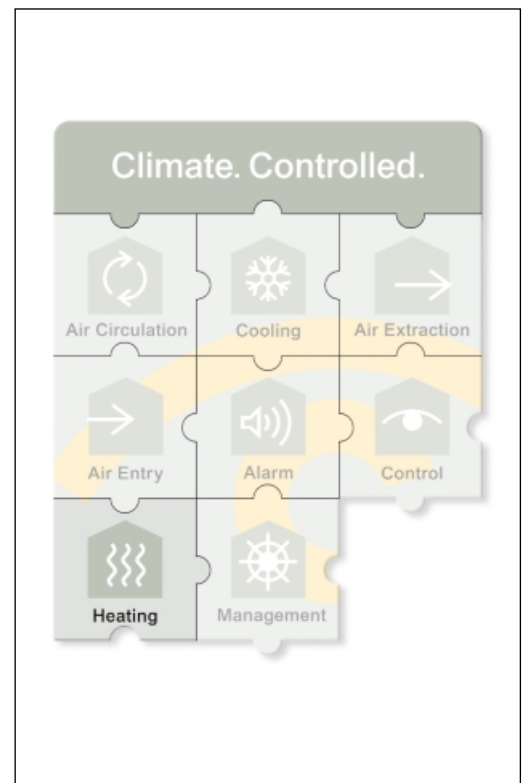 Climate. Controlled.
Air Circulation
Cooling
Air Extraction
Air Entry
Alarm
Control
Heating
Management